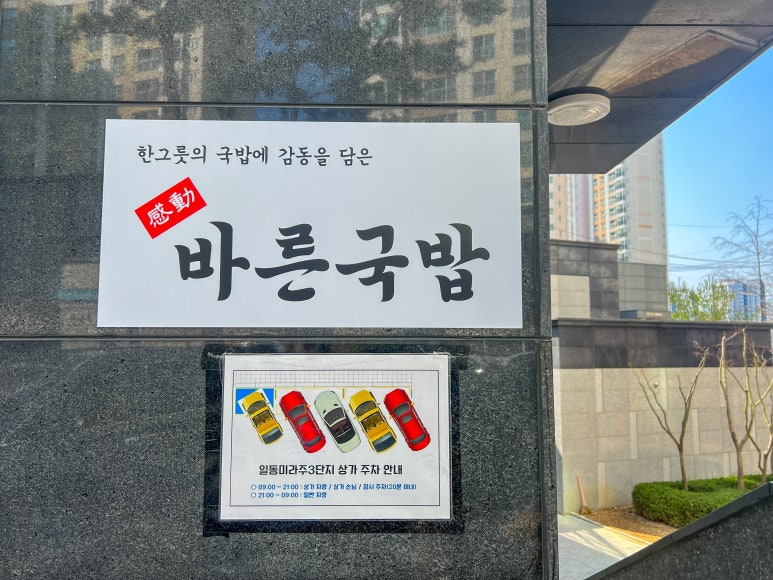 한그릇의 국밥에 감동을 담은
感動
바른국밥
일동미라주3단지 상가 주차 안내
○ 09:00 ~ 21:00 : 상가 차량 / 상가 손님 / 잠시 주차(20분 이내)
○ 21:00 ~ 09:00 : 일반 차량